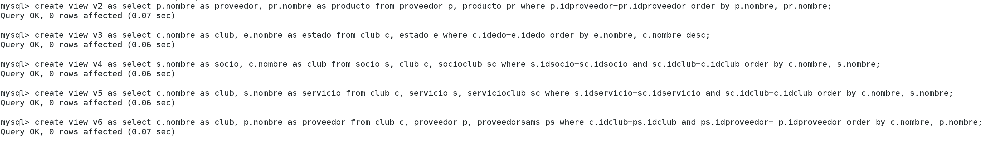 mysql> create view v2 as select p.nombre as proveedor, pr.nombre as producto from proveedor p, producto pr where p.idproveedor=pr.idproveedor order by p.nombre, pr.nombre;
Query OK, 0 rows affected (0.07 sec)
mysql> create view v3 as select c.nombre as club, e.nombre as estado from club c, estado e where c.idedo=e.idedo order by e.nombre, c.nombre desc;
Query OK, 0 rows affected (0.06 sec)
mysql> create view v4 as select s.nombre as socio, c.nombre as club from socio s, club c, socioclub sc where s.idsocio=sc.idsocio and sc.idclub=c.idclub order by c.nombre, s.nombre;
Query OK, 0 rows affected (0.06 sec)
mysql> create view v5 as select c.nombre as club, s.nombre as servicio from club c, servicio s, servicioclub sc where s.idservicio=sc.idservicio and sc.idclub=c.idclub order by c.nombre, s.nombre;
Query OK, 0 rows affected (0.06 sec)
mysql> create view v6 as select c.nombre as club, p.nombre as proveedor from club c, proveedor p, proveedorsams ps where c.idclub=ps.idclub and ps.idproveedor= p.idproveedor order by c.nombre, p.nombre;
Query OK, 0 rows affected (0.07 sec)